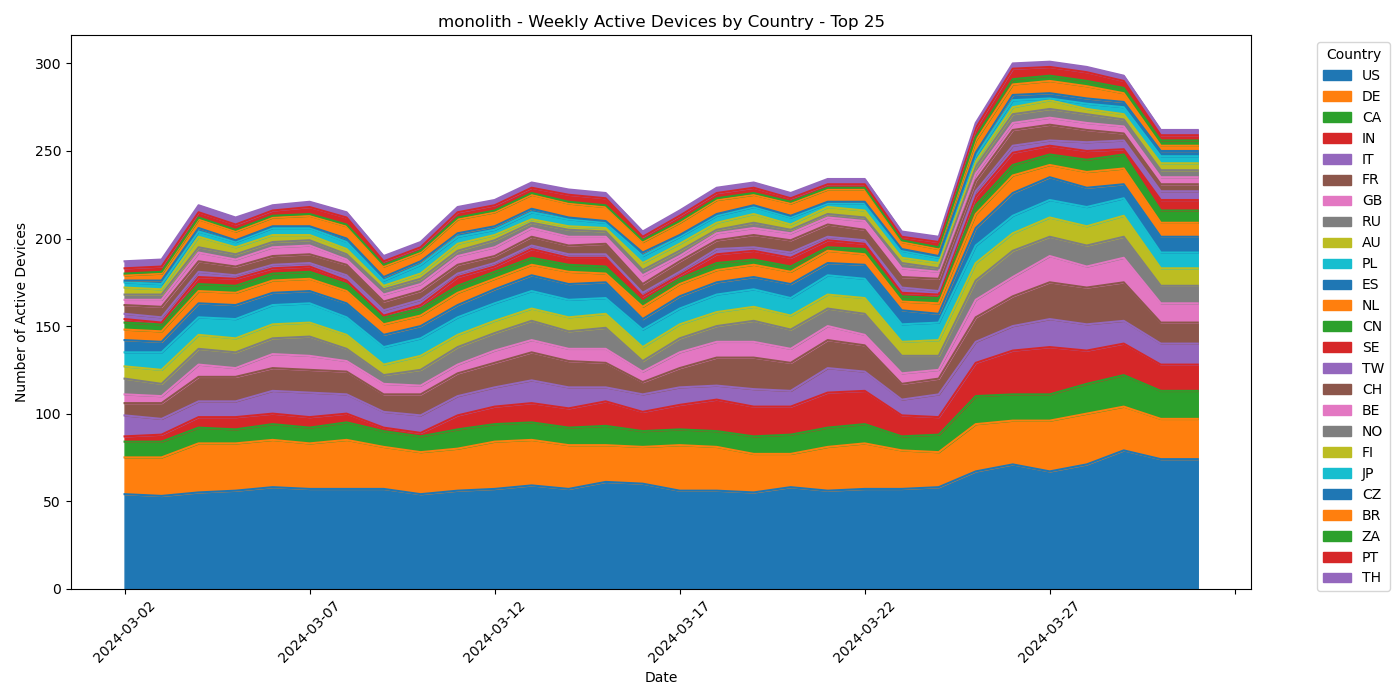 monolith - Weekly Active Devices by Country - Top 25
Number of Active Devices
300
250
200
150
100
50
0
2024-03-02
2024-03-07
2024-03-12
2024-03-17
2024-03-22
2024-03-27
Date
Country
US
DE
CA
IN
IT
FR
GB
RU
AU
PL
ES
NL
CN
SE
TW
CH
BE
NO
FI
JP
CZ
BR
ZA
PT
TH